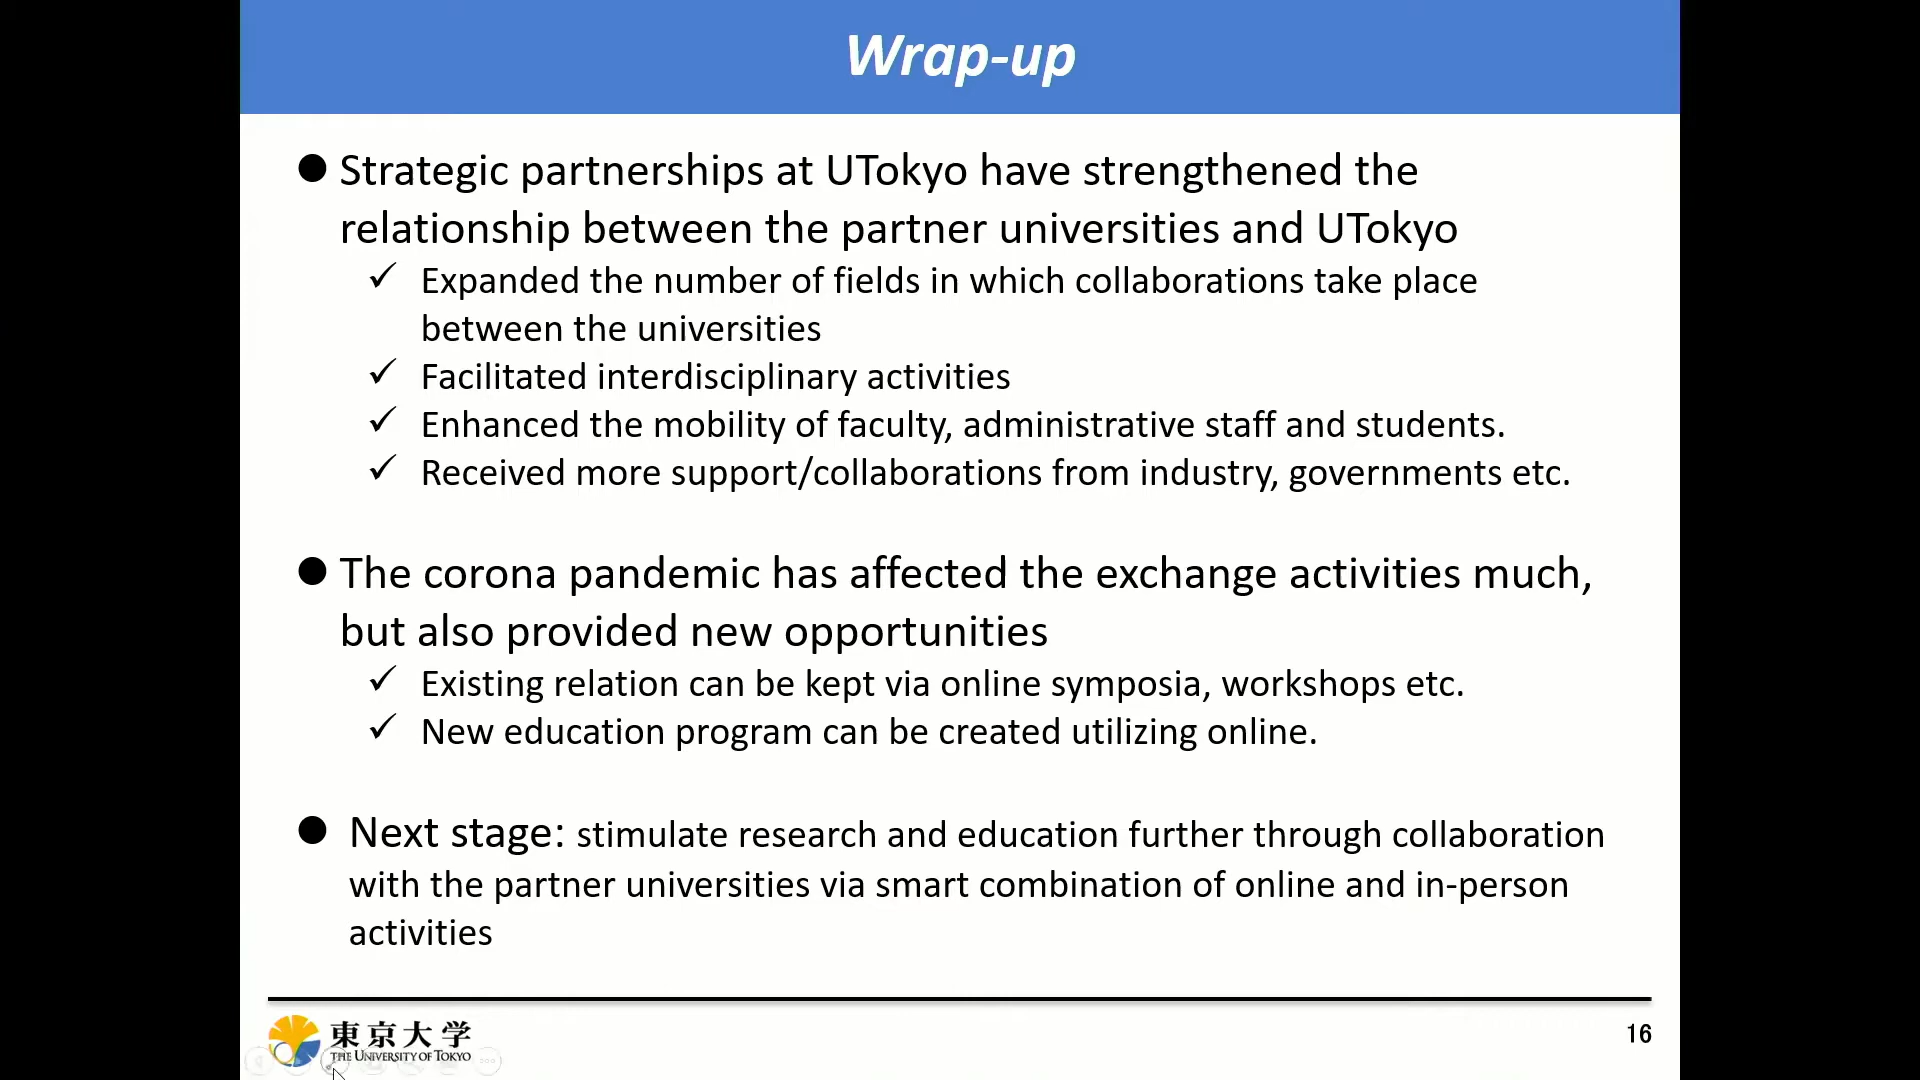 Wrap-up
Strategic partnerships at UTokyo have strengthened the
relationship between the partner universities and UTokyo
Expanded the number of fields in which collaborations take place
between the universities
Facilitated interdisciplinary activities
Enhanced the mobility of faculty, administrative staff and students.
Received more support/collaborations from industry, governments etc.
The corona pandemic has affected the exchange activities much,
but also provided new opportunities
Existing relation can be kept via online symposia, workshops etc.
New education program can be created utilizing online.
Next stage: stimulate research and education further through collaboration
with the partner universities via smart combination of online and in-person
activities
東京大学
THE UNIVERSITY OF TOKYO
16